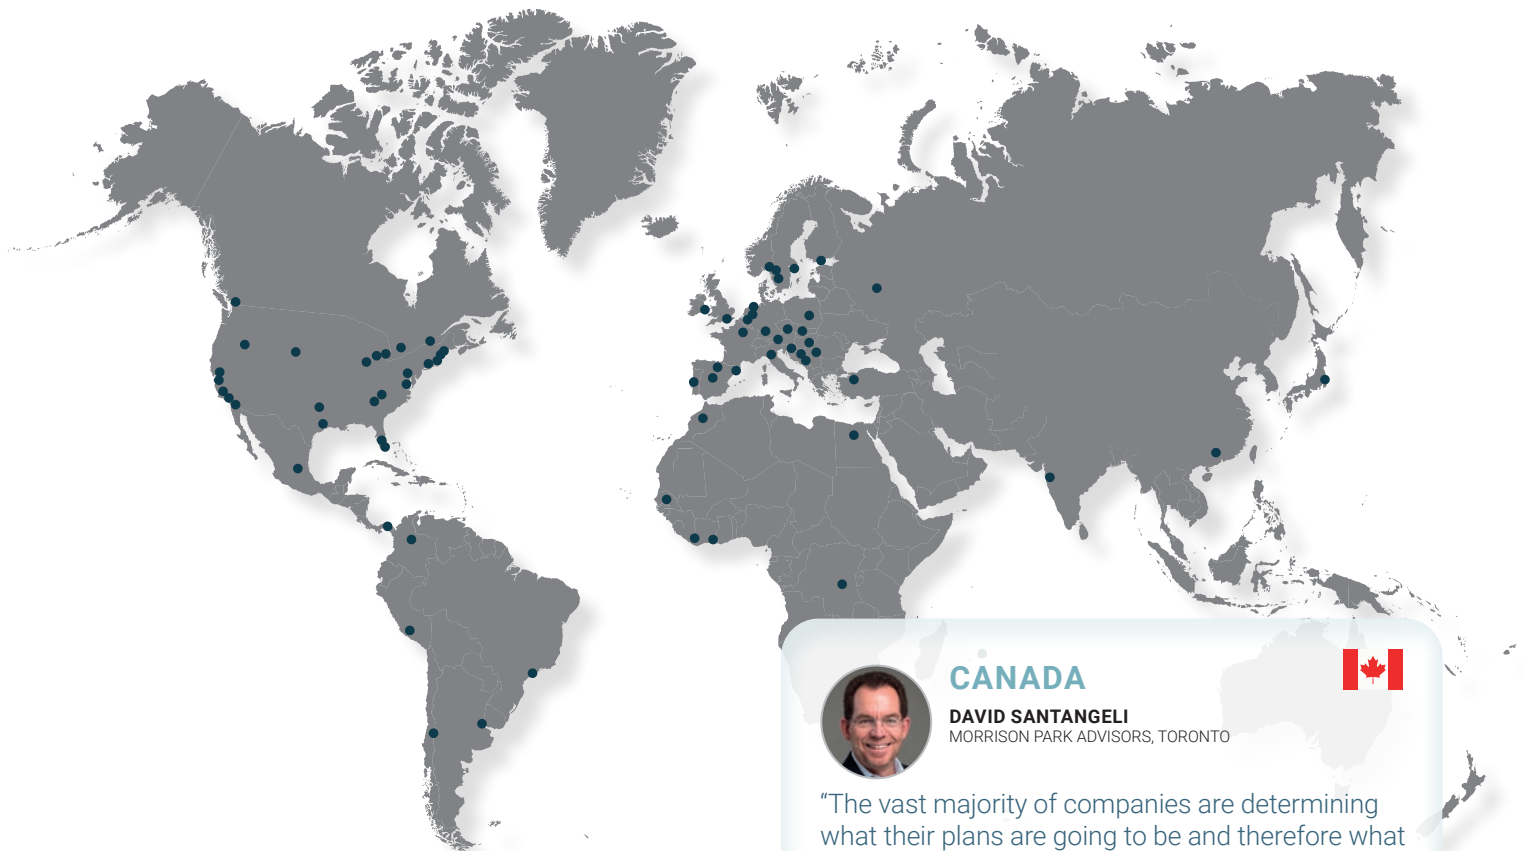 CANADA
DAVID SANTANGELI
MORRISON PARK ADVISORS, TORONTO
“The vast majority of companies are determining
what their plans are going to be and therefore what